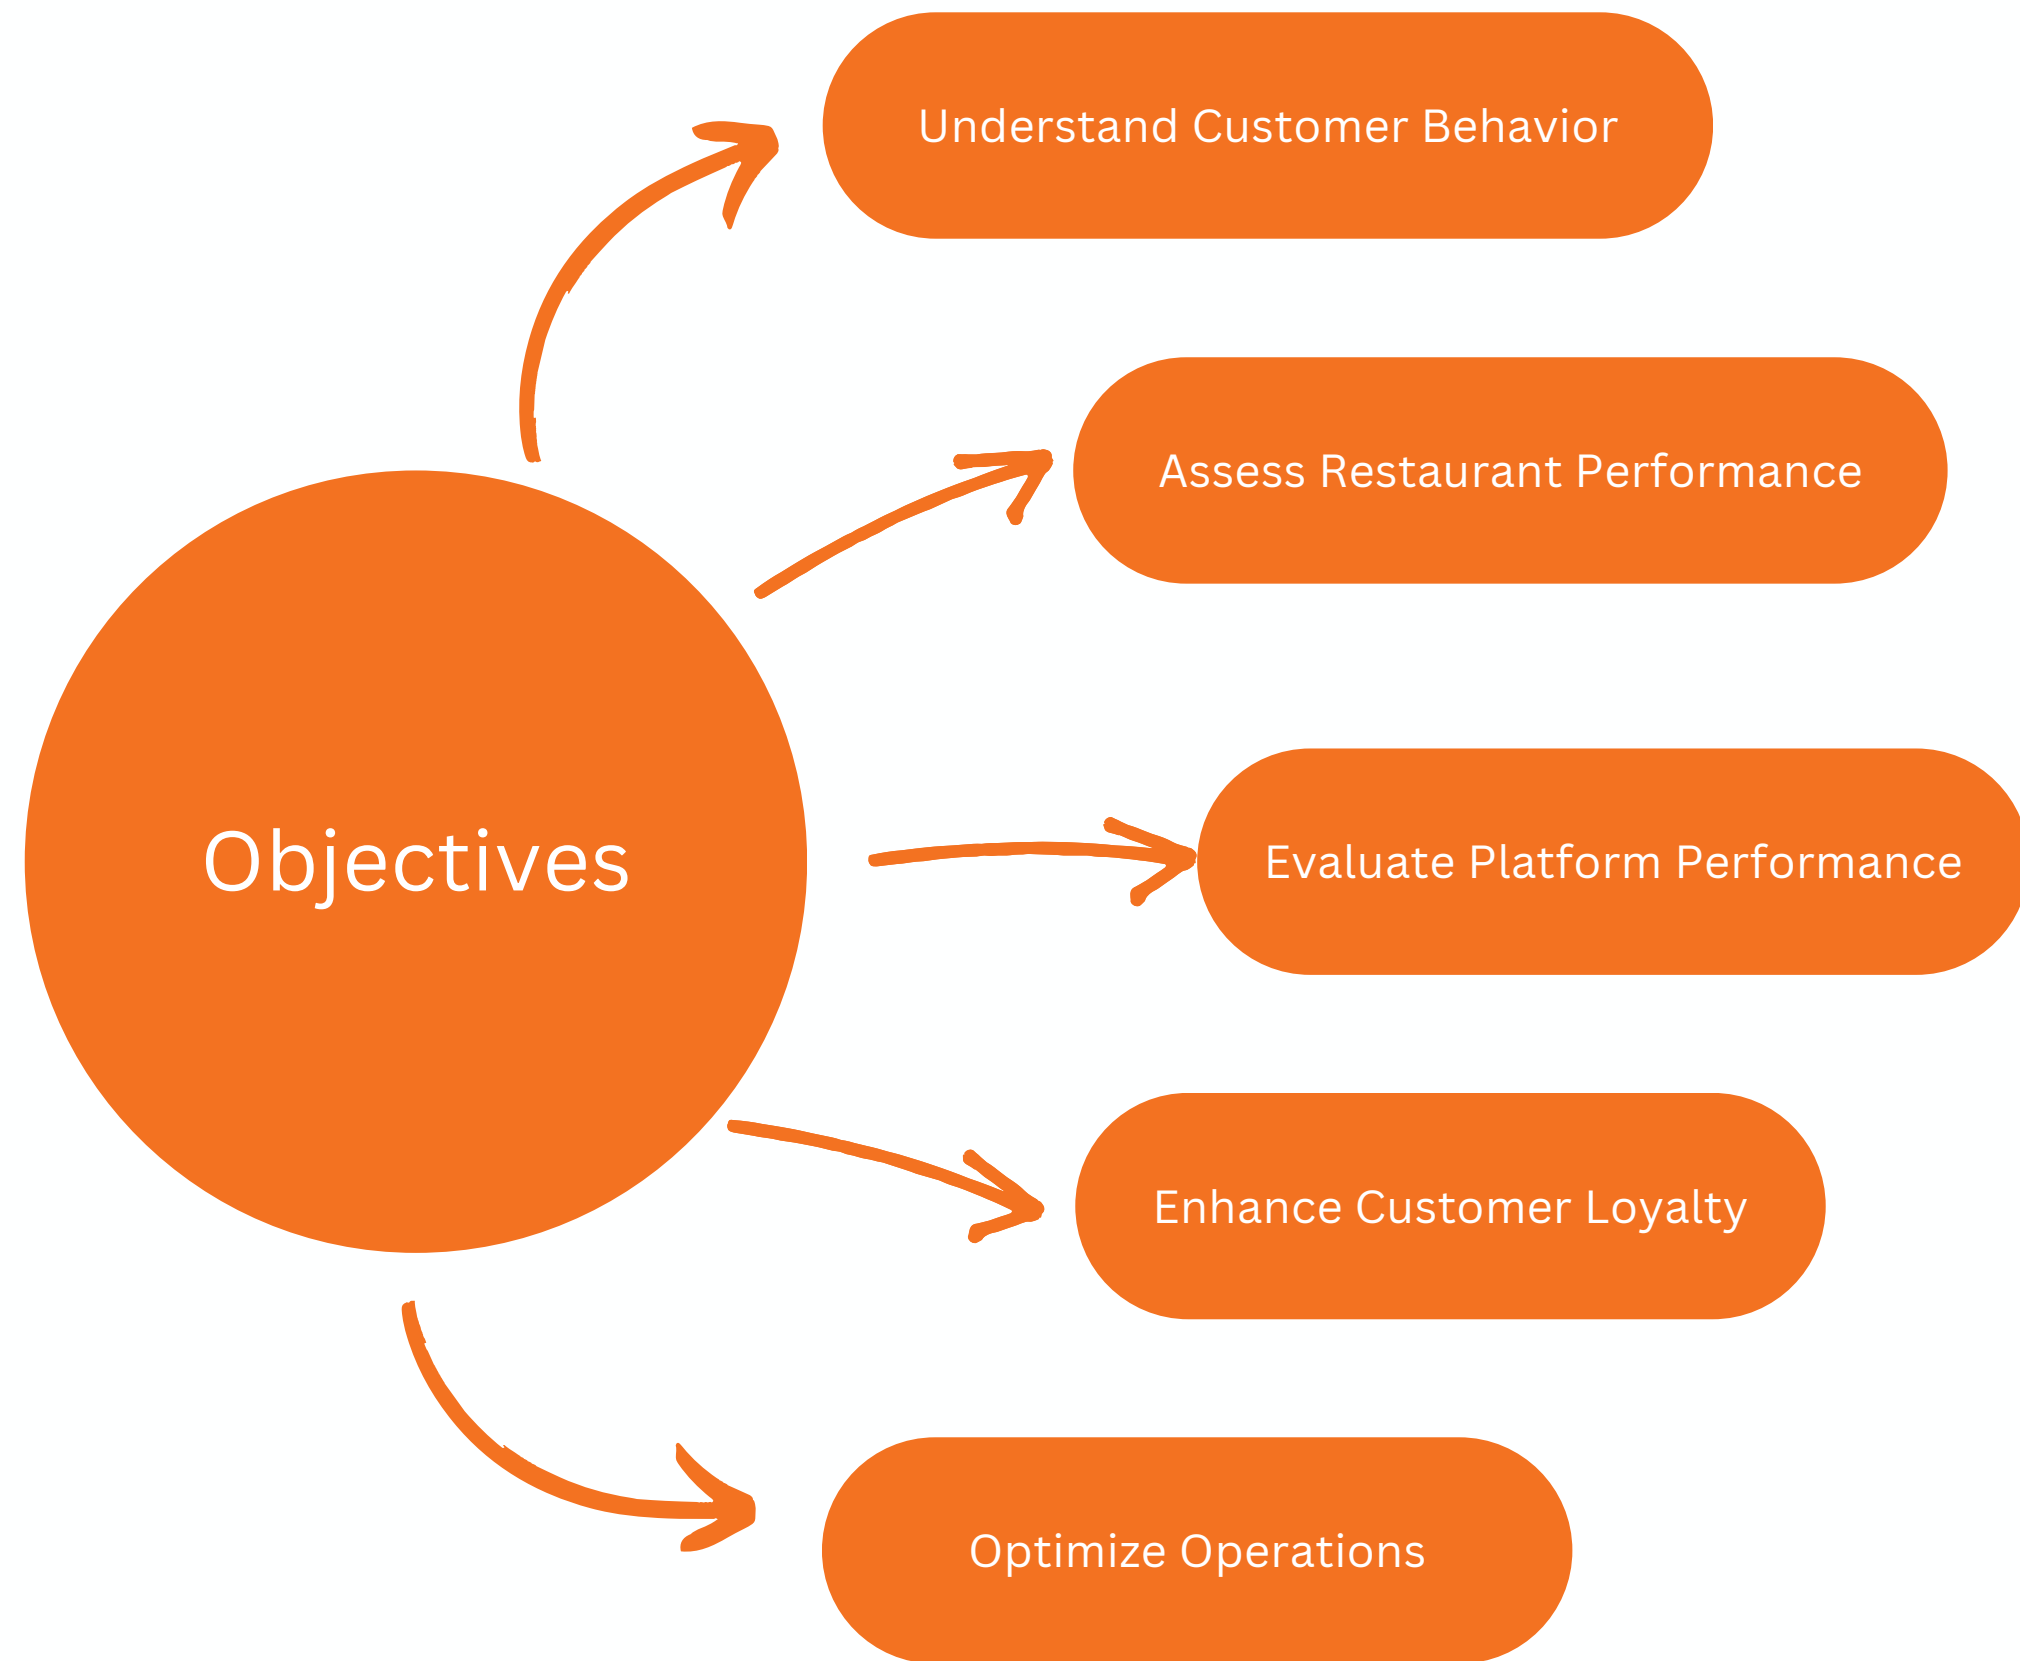 Understand Customer Behavior
Assess Restaurant Performance
Objectives
Evaluate Platform Performance
Enhance Customer Loyalty
Optimize Operations